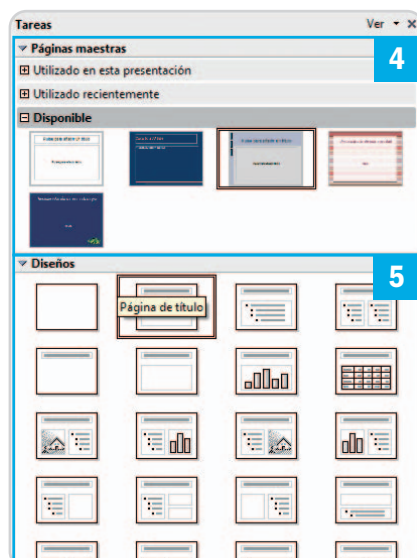 Tareas Ver
Páginas maestras
4
Utilizado en esta presentación
Utilizado recientemente
Disponible
Diseños
5
Página de título